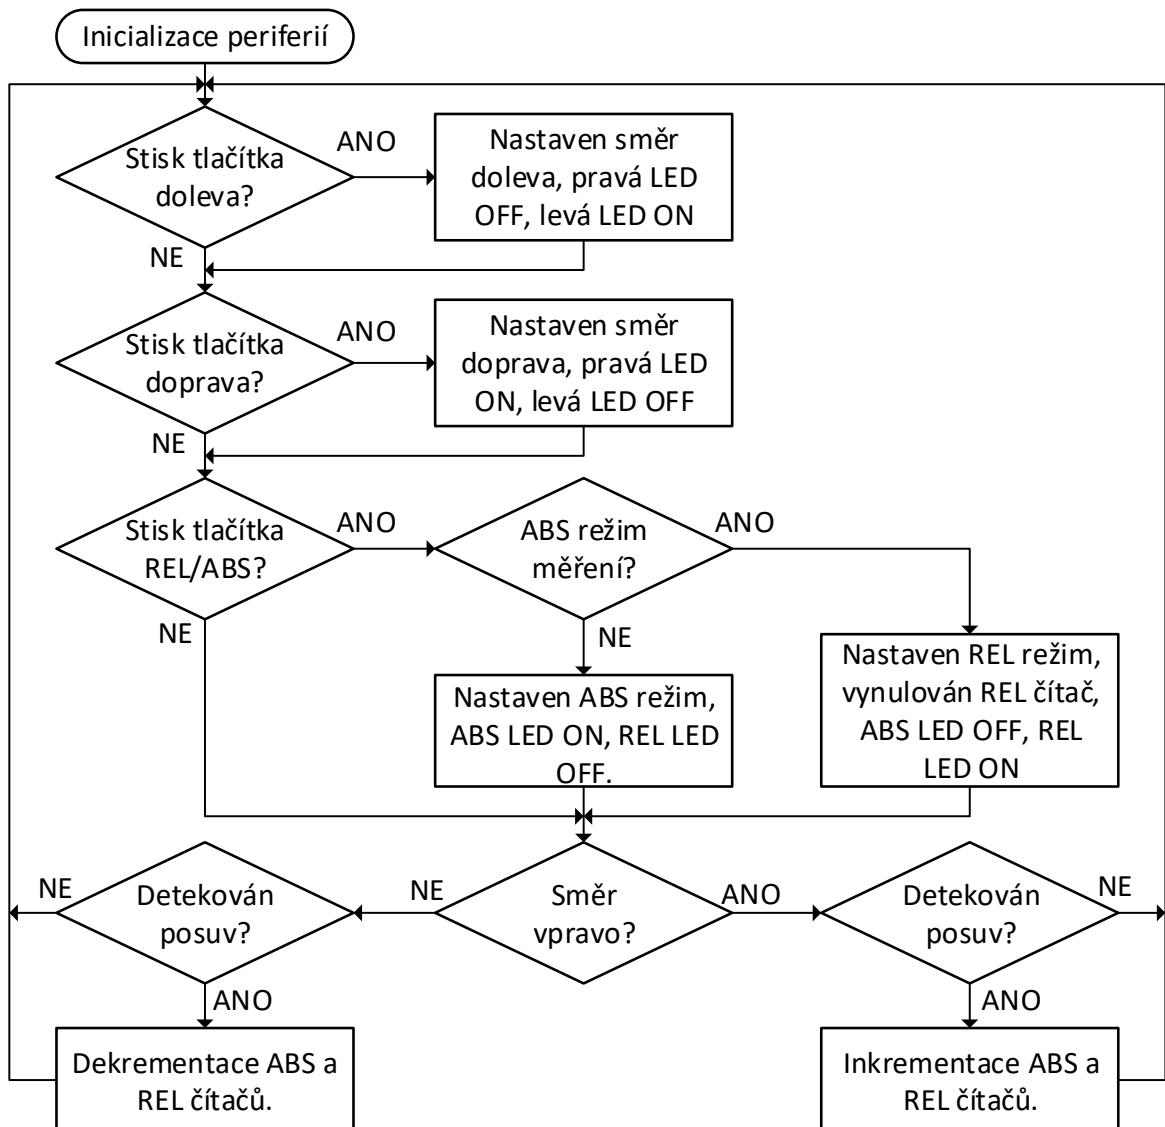 Inicializace periferií
Stisk tlačítka
doleva?
ANO
Nastaven směr
doleva, pravá LED
OFF, levá LED ON
NE
Stisk tlačítka
doprava?
ANO
Nastaven směr
doprava, pravá LED
ON, levá LED OFF
NE
Stisk tlačítka
REL/ABS?
ANO
ABS režim
měření?
ANO
NE
NE
Nastaven ABS režim,
ABS LED ON, REL LED
OFF.
Nastaven REL režim,
vynulován REL čítač,
ABS LED OFF, REL
LED ON
NE
Detekován
posuv?
NE
Směr
vpravo?
ANO
Detekován
posuv?
NE
ANO
ANO
Dekrementace ABS a
REL čítačů.
Inkrementace ABS a
REL čítačů.